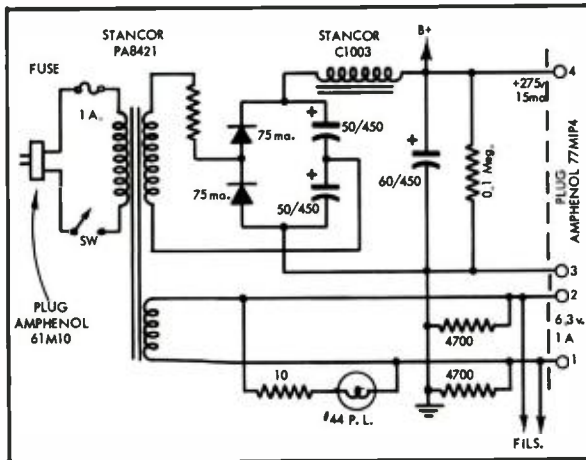 STANCOR
PA8421
STANCOR
C1003
B+
FUSE
1 A.
4
+275v
15ma
+
75 ma.
50/450
+
60/450
0.1 Meg.
PLUG
AMPHENOL 77MIP4
75 ma.
+
50/450
SW
3
PLUG
AMPHENOL
61M10
2
6.3 v.
1 A
4700
1
10
4700
#44 P. L.
FILS.